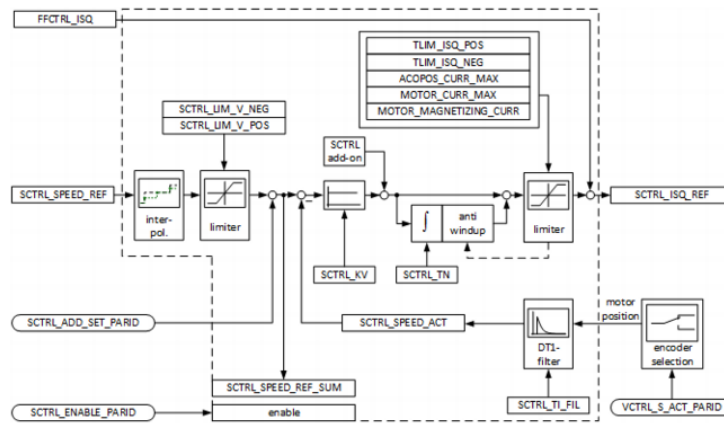 FFCTRL_ISQ
TLIM_ISQ_POS
TLIM_ISQ_NEG
ACOPOS_CURR_MAX
MOTOR_CURR_MAX
MOTOR_MAGNETIZING_CURR
SCTRL_LIM_V_NEG
SCTRL_LIM_V_POS
SCTRL
add-on
SCTRL_SPEED_REF
inter-
pol.
limiter
anti
windup
limiter
SCTRL_ISQ_REF
SCTRL_KV
SCTRL_TN
SCTRL_ADD_SET_PARID
SCTRL_SPEED_ACT
DT1-
filter
motor
position
encoder
selection
SCTRL_SPEED_REF_SUM
SCTRL_TI_FIL
SCTRL_ENABLE_PARID
enable
VCTRL_S_ACT_PARID